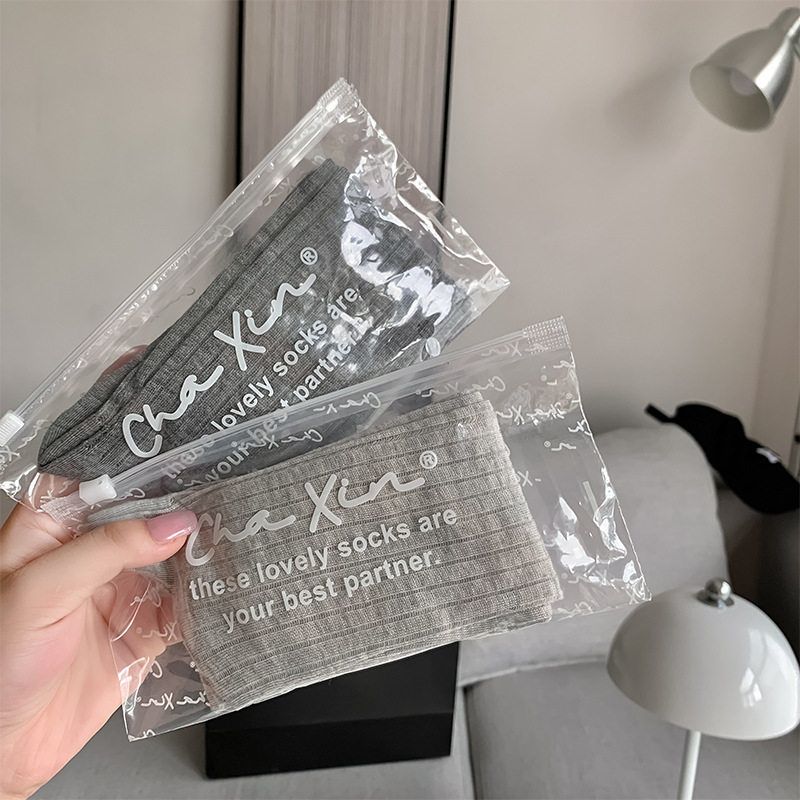 Cha Xin®
these lovely socks are
your best partner.
Cha Xin®
these lovely socks are
your best partner.